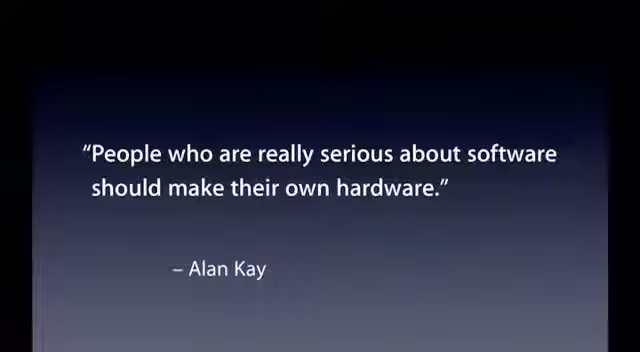 “People who are really serious about software
should make their own hardware.”
– Alan Kay